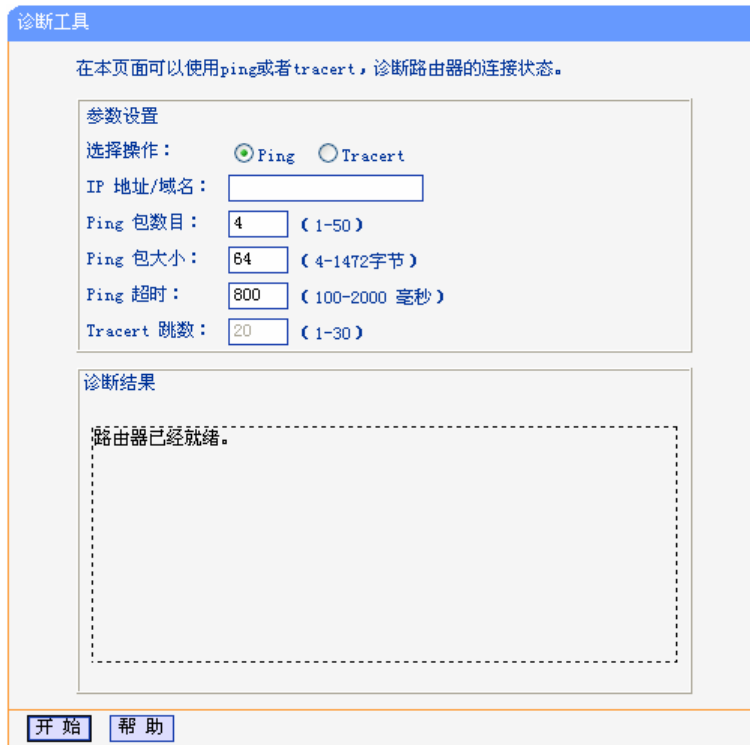 诊断工具
在本页面可以使用ping或者tracert，诊断路由器的连接状态。
参数设置
选择操作： Ping Tracert
IP 地址/域名：
Ping 包数目： 4 （1-50）
Ping 包大小： 64 （4-1472字节）
Ping 超时： 800 （100-2000 毫秒）
Tracert 跳数： 20 （1-30）
诊断结果
路由器已经就绪。
开 始 帮 助